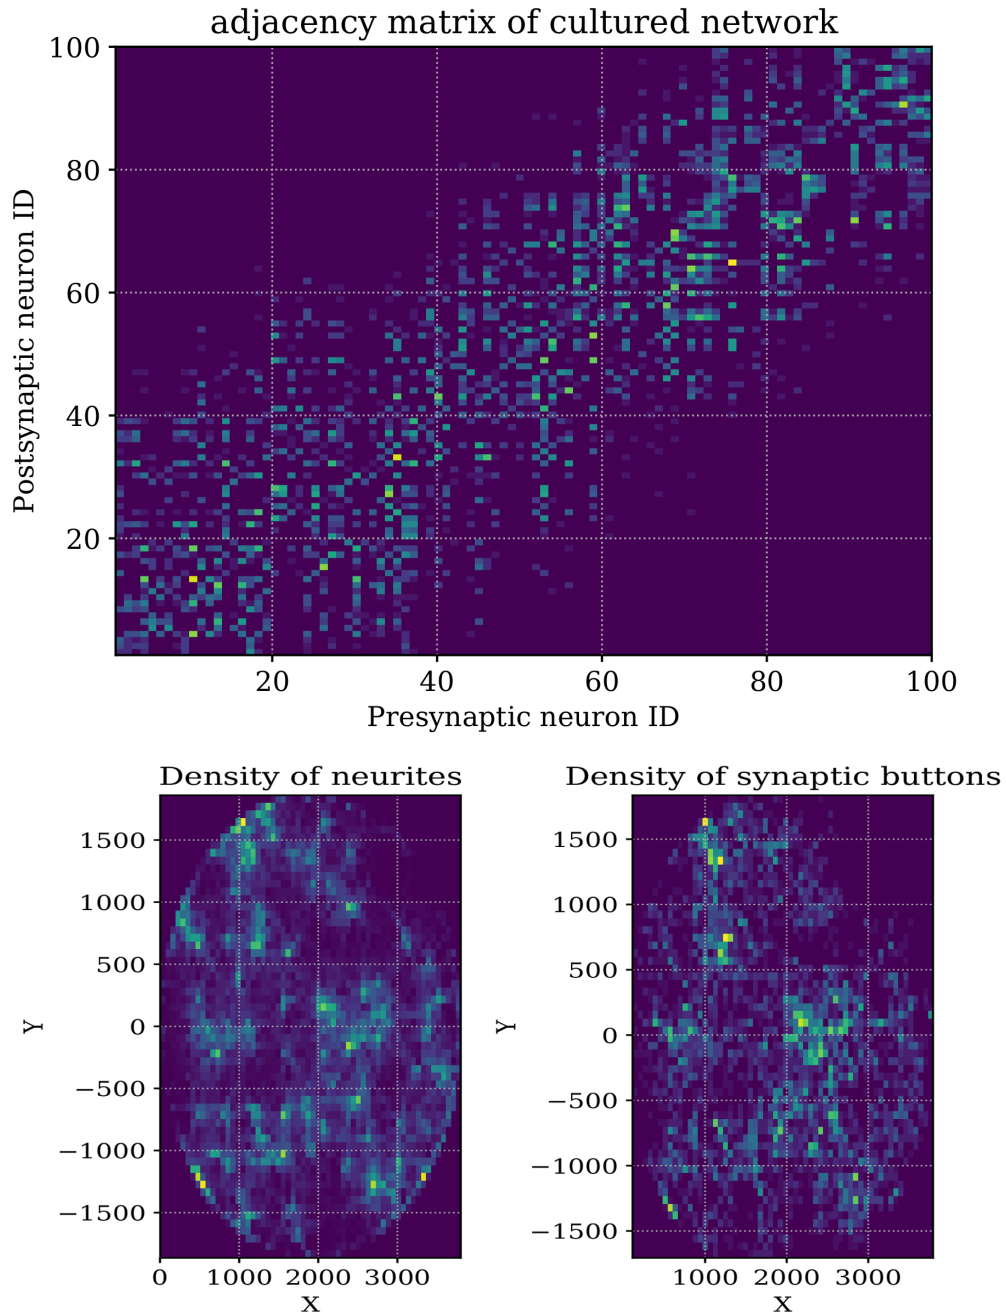 adjacency matrix of cultured network
100
80
60
40
20
Postsynaptic neuron ID
20 40 60 80 100
Presynaptic neuron ID
Density of neurites
1500
1000
500
0
−500
−1000
−1500
Y
0 1000 2000 3000
X
Density of synaptic buttons
1500
1000
500
0
−500
−1000
−1500
Y
1000 2000 3000
X